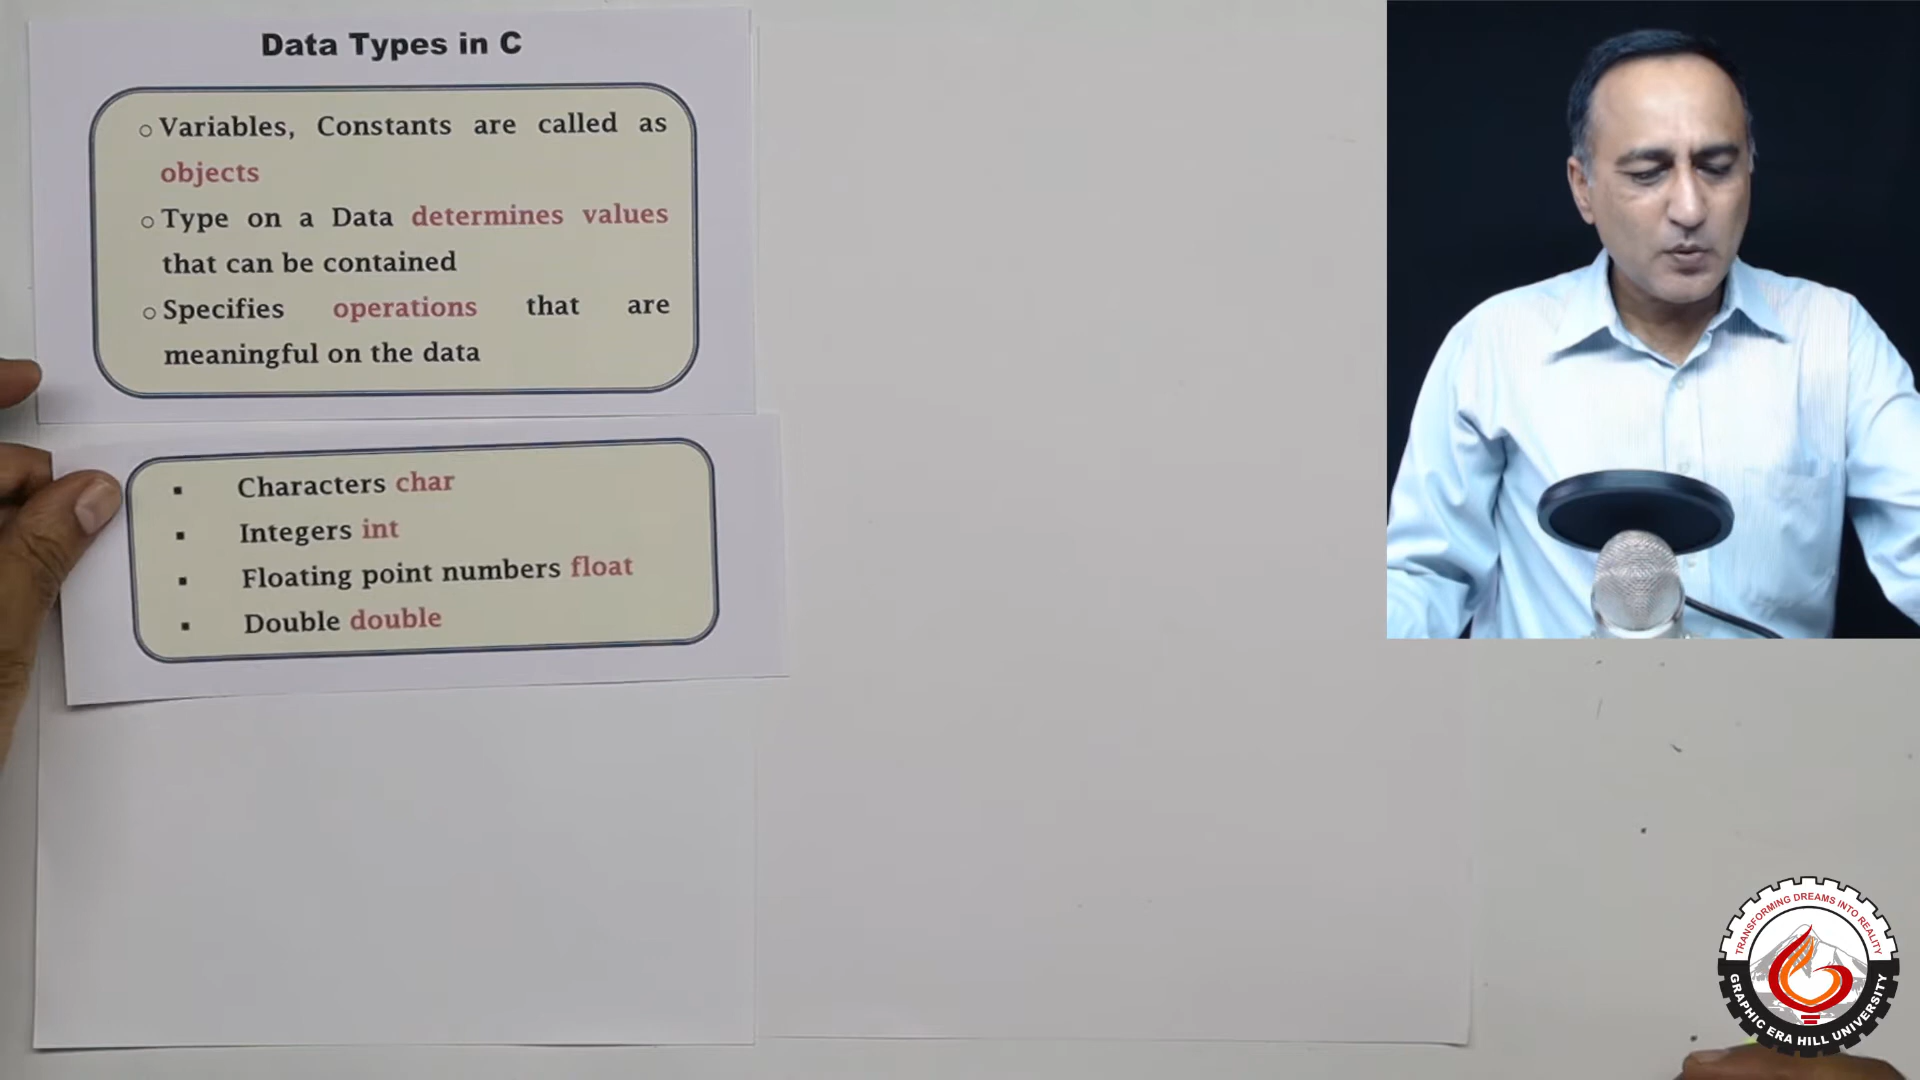 Data Types in C
○ Variables, Constants are called as
objects
○ Type on a Data determines values
that can be contained
○ Specifies operations that are
meaningful on the data
▪ Characters char
▪ Integers int
▪ Floating point numbers float
▪ Double double
TRANSFORMING DREAMS INTO REALITY
GRAPHIC ERA HILL UNIVERSITY